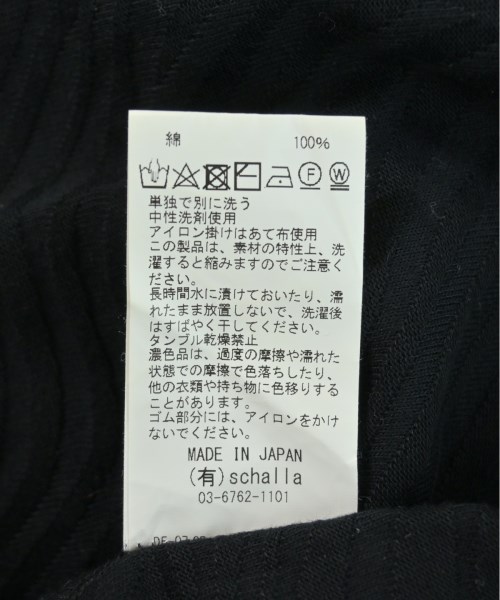 綿 100%
単独で別に洗う
中性洗剤使用
アイロン掛けはあて布使用
この製品は、素材の特性上、洗
濯すると縮みますのでご注意く
ださい。
長時間水に漬けておいたり、濡
れたまま放置しないで、洗濯後
はすばやく干してください。
タンブル乾燥禁止
濃色品は、過度の摩擦や濡れた
状態での摩擦で色落ちしたり、
他の衣類や持ち物に色移りする
ことがあります。
ゴム部分には、アイロンをかけ
ないでください。
MADE IN JAPAN
(有)schalla
03-6762-1101